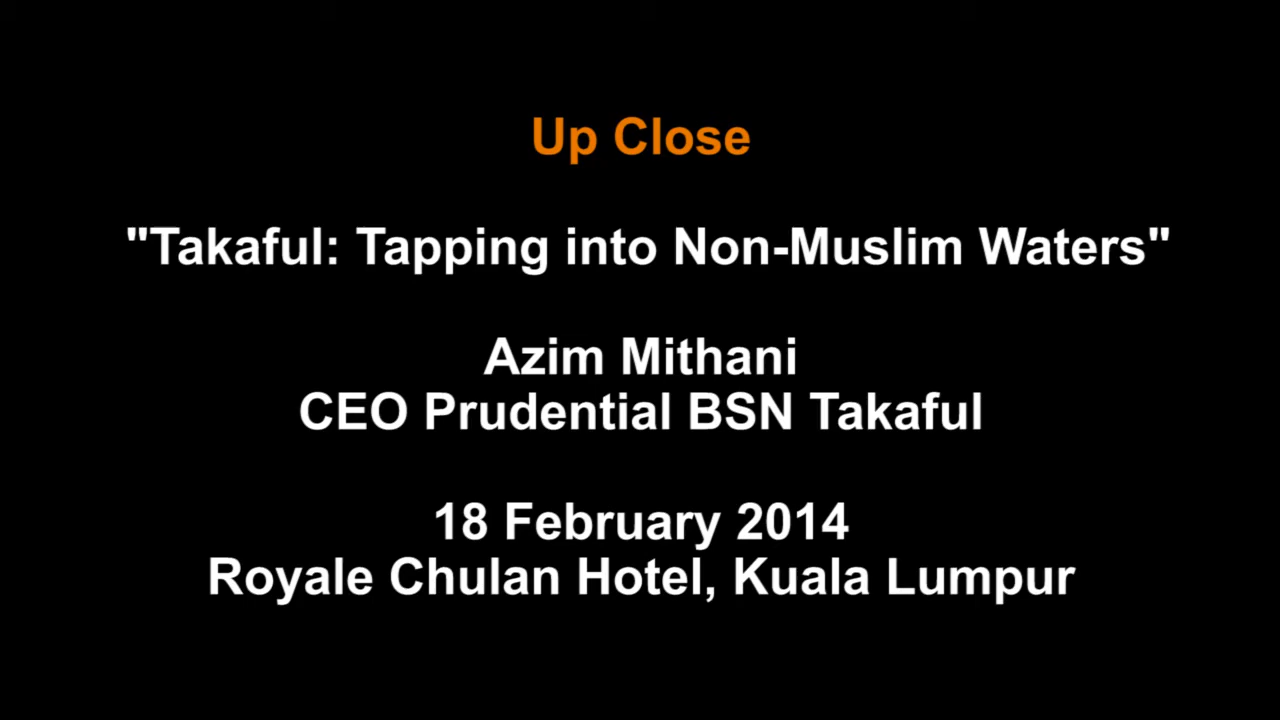 Up Close
"Takaful: Tapping into Non-Muslim Waters"
Azim Mithani
CEO Prudential BSN Takaful
18 February 2014
Royale Chulan Hotel, Kuala Lumpur